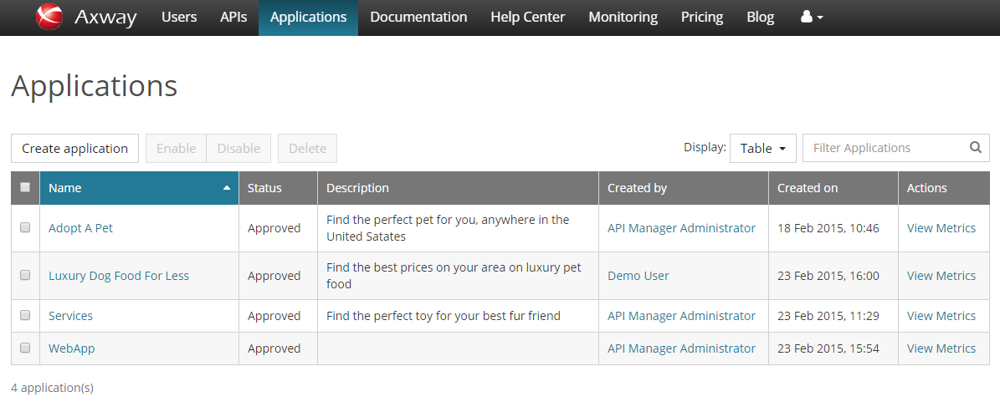 Axway Users APIs Applications Documentation Help Center Monitoring Pricing Blog
Applications
Create application Enable Disable Delete Display: Table Filter Applications
Name Status Description Created by Created on Actions
Adopt A Pet Approved Find the perfect pet for you, anywhere in the API Manager Administrator 18 Feb 2015, 10:46 View Metrics
United Satates
Luxury Dog Food For Less Approved Find the best prices on your area on luxury pet Demo User 23 Feb 2015, 16:00 View Metrics
food
Services Approved Find the perfect toy for your best fur friend API Manager Administrator 23 Feb 2015, 11:29 View Metrics
WebApp Approved API Manager Administrator 23 Feb 2015, 15:54 View Metrics
4 application(s)